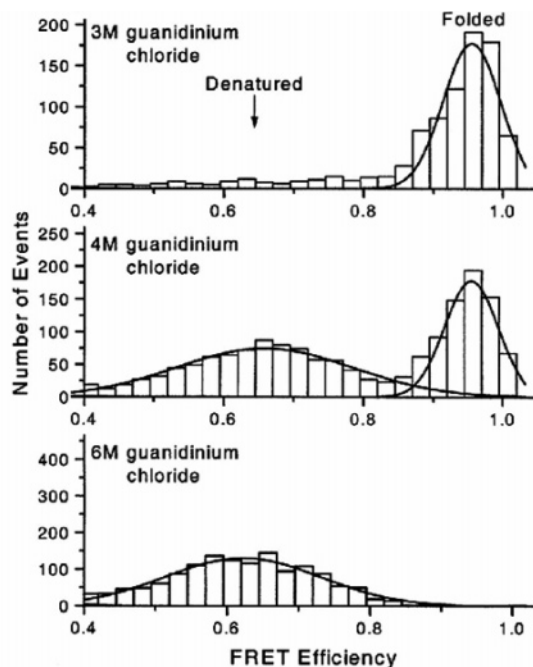 Folded
3M guanidinium
chloride
Denatured
200
150
100
50
0
0.4 0.6 0.8 1.0
4M guanidinium
chloride
250
200
150
100
50
0
0.4 0.6 0.8 1.0
Number of Events
6M guanidinium
chloride
400
300
200
100
0
0.4 0.6 0.8 1.0
FRET Efficiency